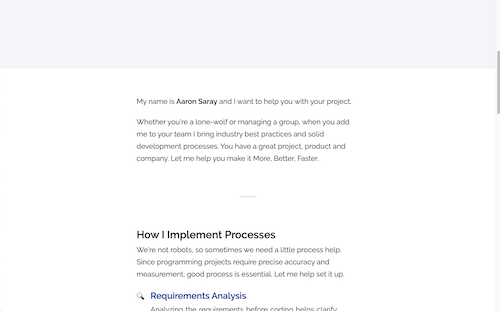 My name is Aaron Saray and I want to help you with your project.
Whether you're a lone-wolf or managing a group, when you add
me to your team I bring industry best practices and solid
development processes. You have a great project, product and
company. Let me help you make it More, Better, Faster.
How I Implement Processes
We're not robots, so sometimes we need a little process help.
Since programming projects require precise accuracy and
measurement, good process is essential. Let me help set it up.
Requirements Analysis
Analyzing the requirements before coding helps clarify